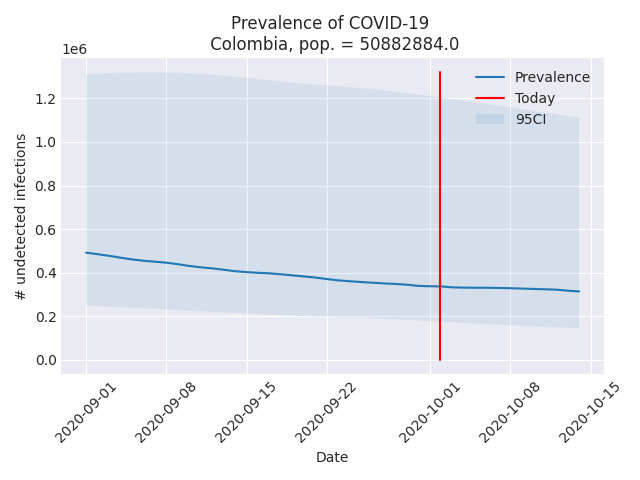 Prevalence of COVID-19
Colombia, pop. = 50882884.0
1e6
Prevalence
Today
95CI
1.2
1.0
0.8
0.6
0.4
0.2
0.0
# undetected infections
2020-09-01
2020-09-08
2020-09-15
2020-09-22
2020-10-01
2020-10-08
2020-10-15
Date